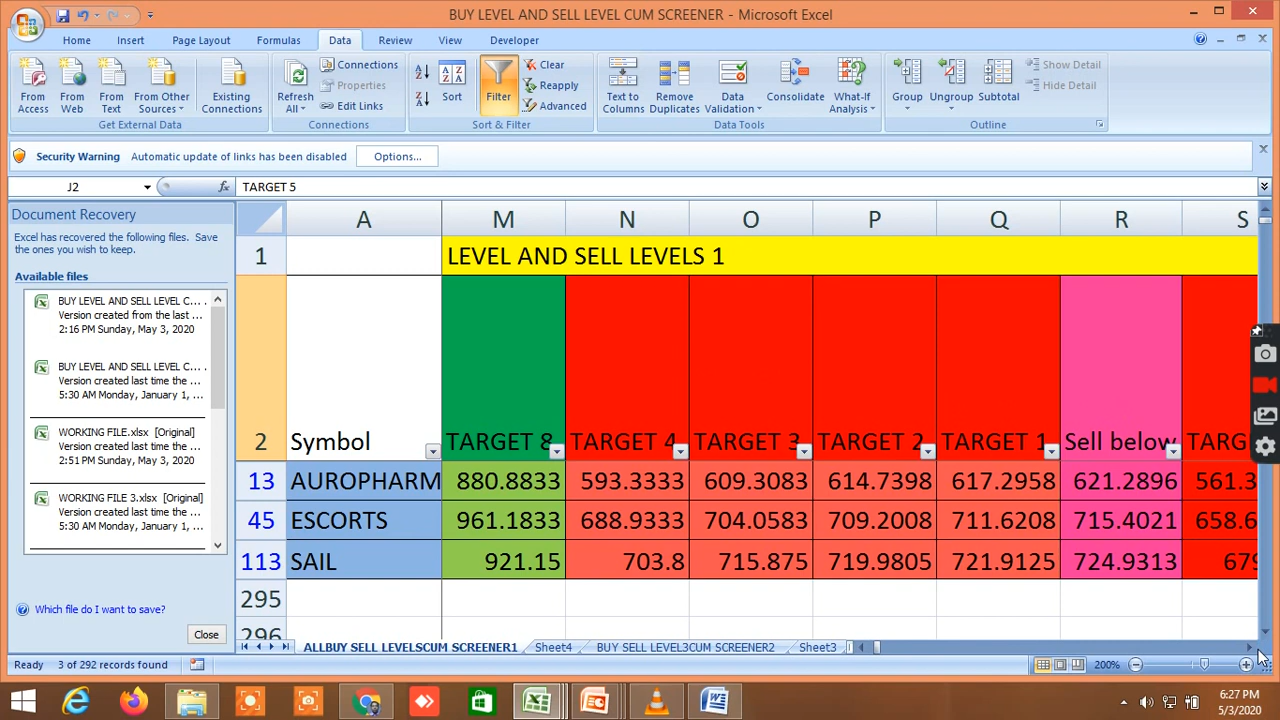 BUY LEVEL AND SELL LEVEL CUM SCREENER - Microsoft Excel
Home Insert Page Layout Formulas Data Review View Developer
From Access
From Web
From Text
From Other Sources
Existing Connections
Get External Data
Refresh All
Connections
Properties
Edit Links
Connections
Sort
Filter
Clear
Reapply
Advanced
Sort & Filter
Text to Columns
Remove Duplicates
Data Validation
Consolidate
What-If Analysis
Data Tools
Group
Ungroup
Subtotal
Show Detail
Hide Detail
Outline
Security Warning Automatic update of links has been disabled Options...
J2 fx TARGET 5
Document Recovery
Excel has recovered the following files. Save
the ones you wish to keep.
Available files
BUY LEVEL AND SELL LEVEL C...
Version created from the last ...
2:16 PM Sunday, May 3, 2020
BUY LEVEL AND SELL LEVEL C...
Version created last time the ...
5:30 AM Monday, January 1, ...
WORKING FILE.xlsx [Original]
Version created last time the ...
2:51 PM Sunday, May 3, 2020
WORKING FILE 3.xlsx [Original]
Version created last time the ...
5:30 AM Monday, January 1, ...
Which file do I want to save?
Close
A M N O P Q R S
1 LEVEL AND SELL LEVELS 1
2 Symbol TARGET 8 TARGET 4 TARGET 3 TARGET 2 TARGET 1 Sell below TARG
13 AUROPHARM 880.8833 593.3333 609.3083 614.7398 617.2958 621.2896 561.3
45 ESCORTS 961.1833 688.9333 704.0583 709.2008 711.6208 715.4021 658.6
113 SAIL 921.15 703.8 715.875 719.9805 721.9125 724.9313 679
295
296
ALLBUY SELL LEVELSCUM SCREENER1 Sheet4 BUY SELL LEVEL3CUM SCREENER2 Sheet3
Ready 3 of 292 records found 200%
6:27 PM
5/3/2020